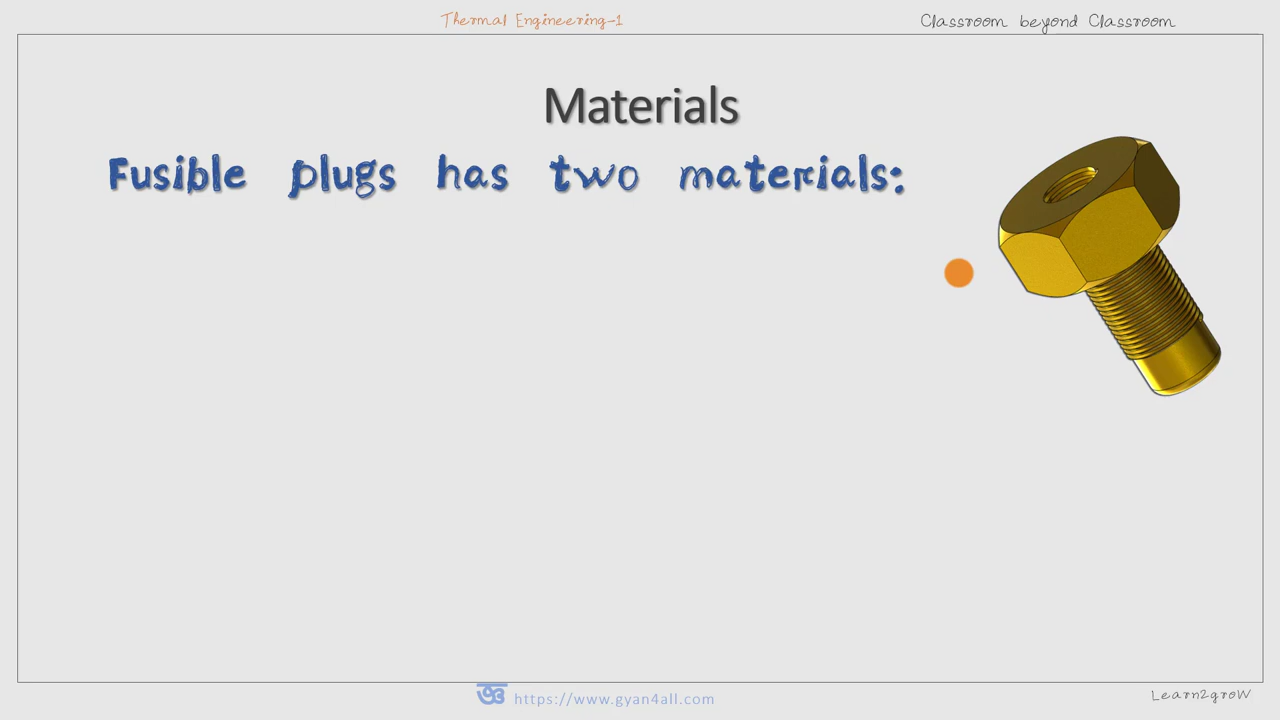 Thermal Engineering-1
Classroom beyond Classroom
Materials
Fusible plugs has two materials:
https://www.gyan4all.com
Learn2groW